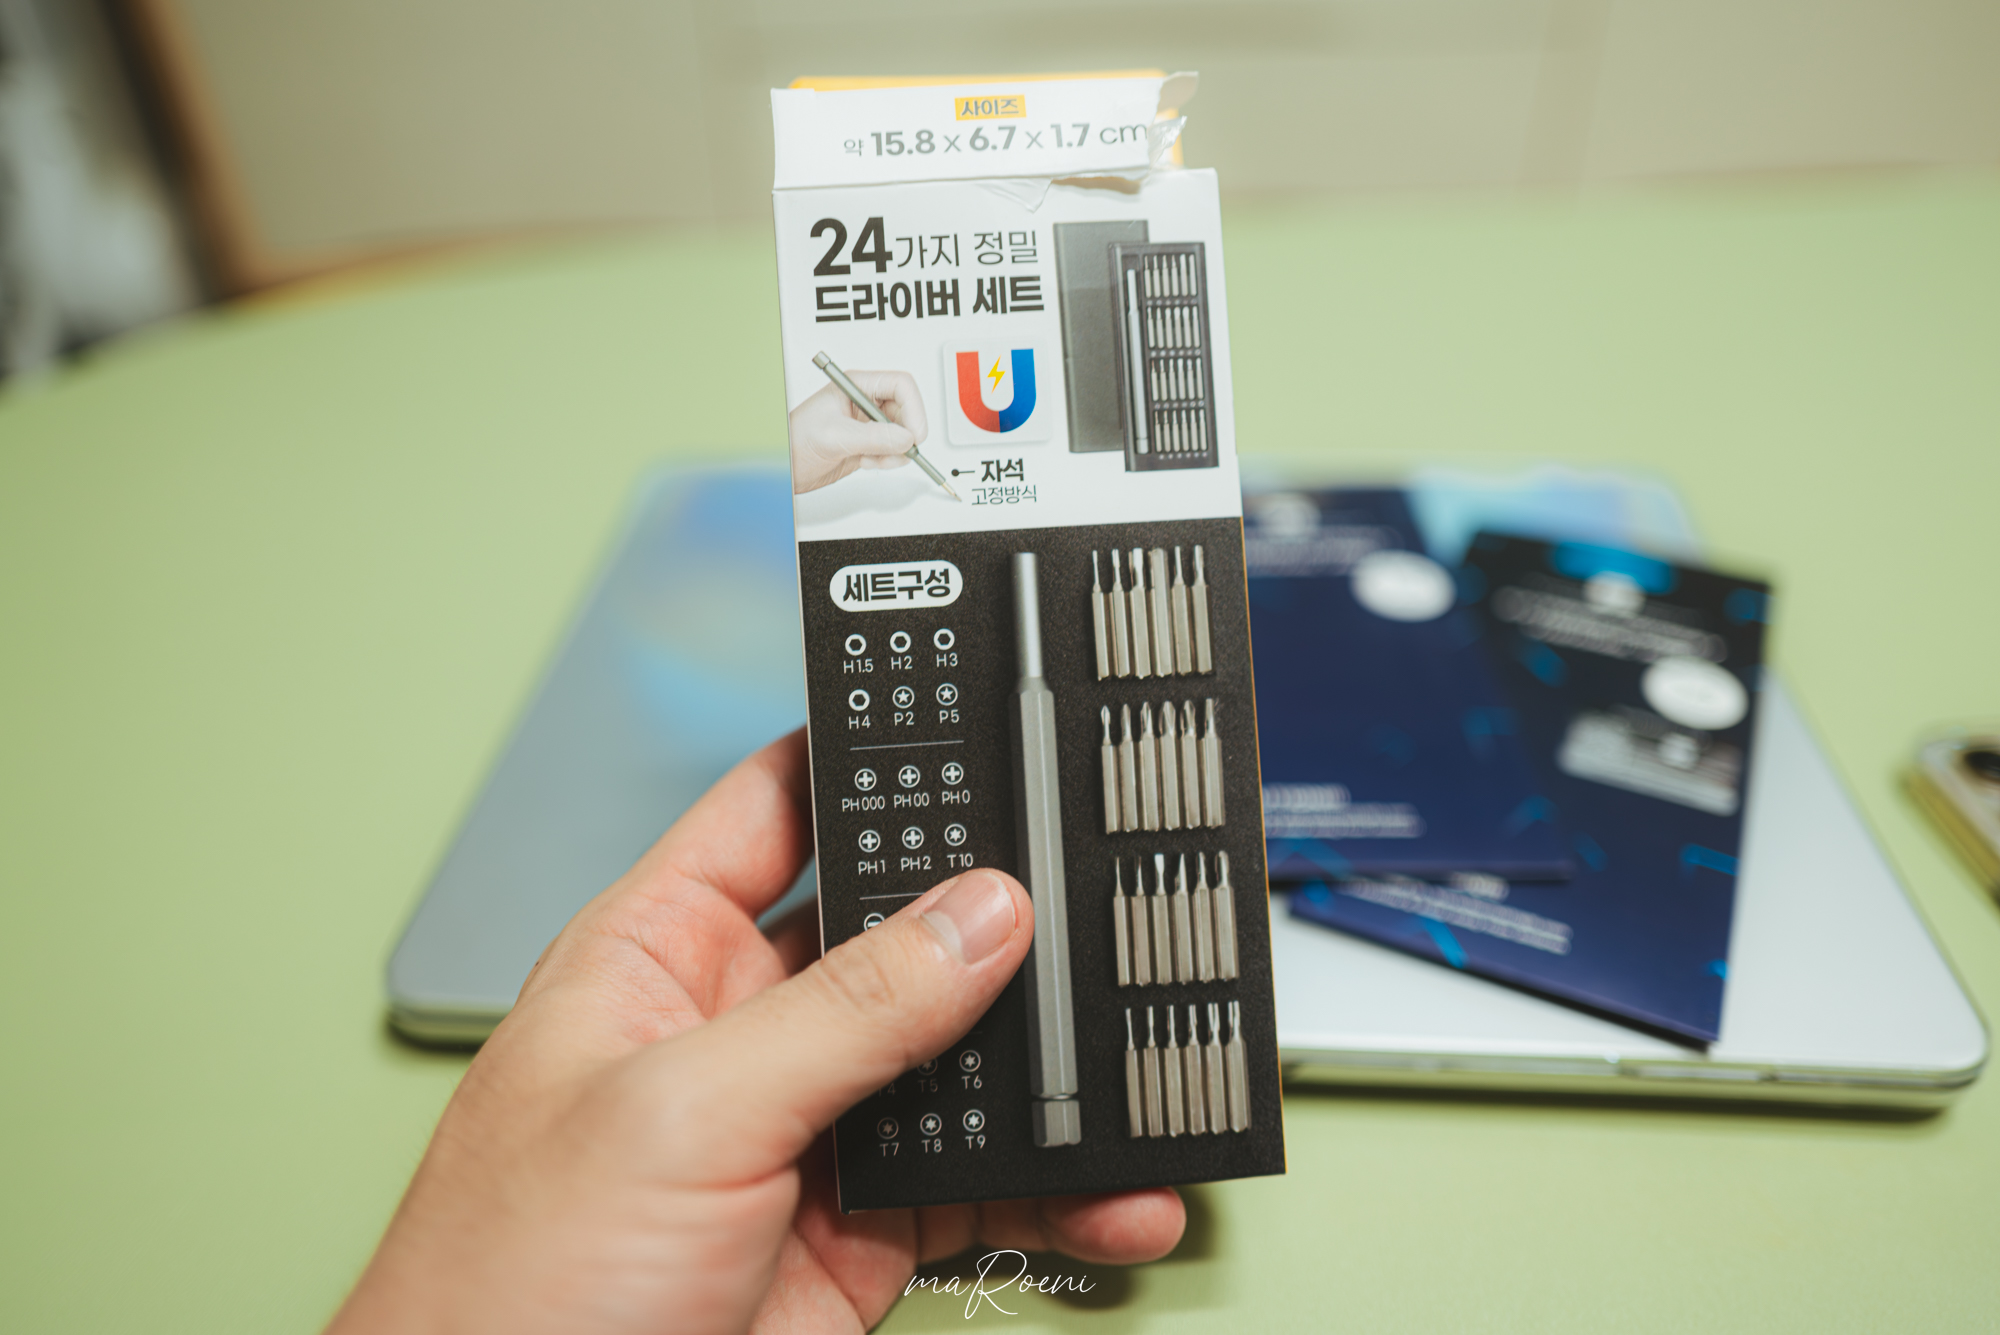 사이즈
약 15.8 x 6.7 x 1.7 cm
24가지 정밀
드라이버 세트
자석
고정방식
세트구성
H1.5 H2 H3
H4 P2 P5
PH000 PH00 PH0
PH1 PH2 T10
T5 T6
T7 T8 T9
maRoeni